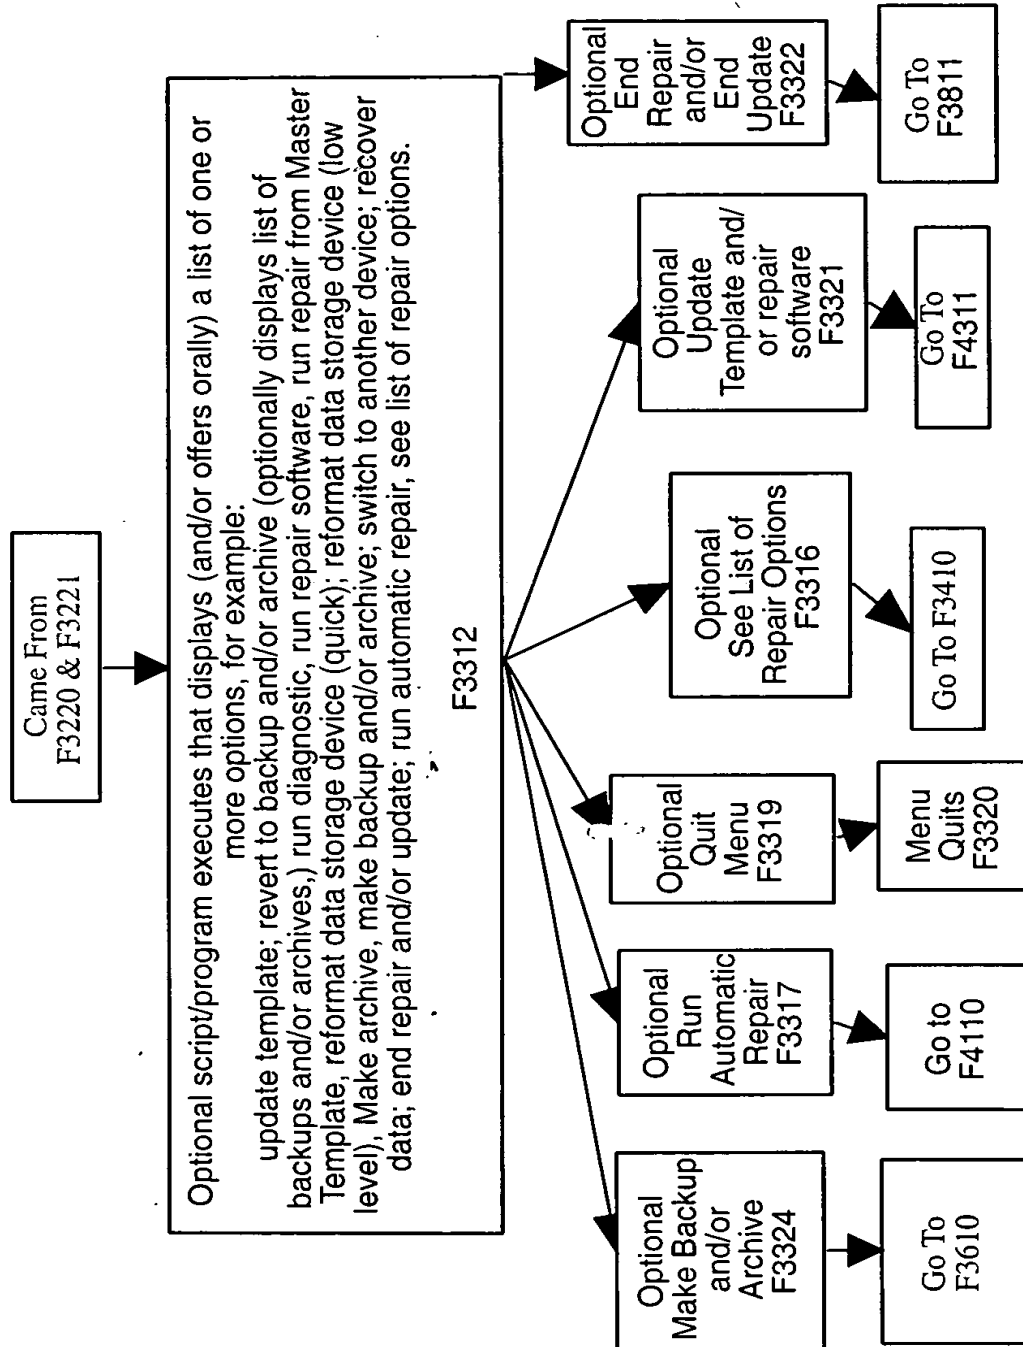 Came From
F3220 & F3221
Optional script/program executes that displays (and/or offers orally) a list of one or
more options, for example:
update template; revert to backup and/or archive (optionally displays list of
backups and/or archives,) run diagnostic, run repair software, run repair from Master
Template, reformat data storage device (quick); reformat data storage device (low
level), Make archive, make backup and/or archive; switch to another device; recover
data; end repair and/or update; run automatic repair, see list of repair options.
F3312
Optional
Make Backup
and/or
Archive
F3324
Go To
F3610
Optional
Run
Automatic
Repair
F3317
Go to
F4110
Optional
Quit
Menu
F3319
Menu
Quits
F3320
Optional
See List of
Repair Options
F3316
Go To F3410
Optional
Update
Template and/
or repair
software
F3321
Go To
F4311
Optional
End
Repair
and/or
End
Update
F3322
Go To
F3811